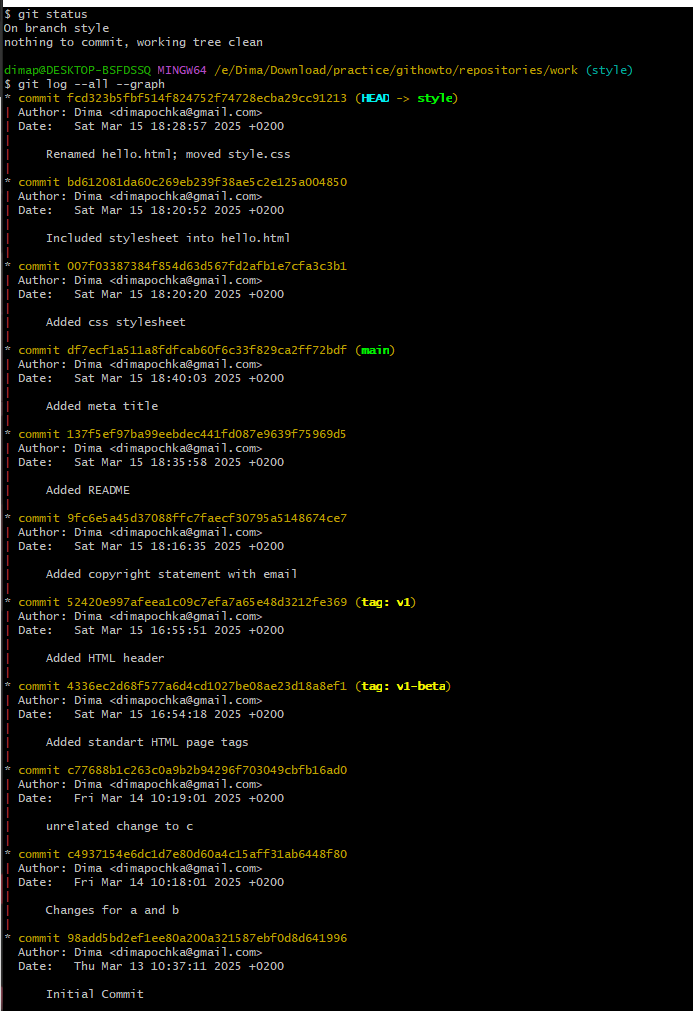 $ git status
On branch style
nothing to commit, working tree clean
dimap@DESKTOP-BSFDSSQ MINGW64 /e/Dima/Download/practice/githowto/repositories/work (style)
$ git log --all --graph
* commit fcd323b5fbf514f824752f74728ecba29cc91213 (HEAD -> style)
| Author: Dima <dimapochka@gmail.com>
| Date:   Sat Mar 15 18:28:57 2025 +0200
|
|     Renamed hello.html; moved style.css
|
* commit bd612081da60c269eb239f38ae5c2e125a004850
| Author: Dima <dimapochka@gmail.com>
| Date:   Sat Mar 15 18:20:52 2025 +0200
|
|     Included stylesheet into hello.html
|
* commit 007f03387384f854d63d567fd2afb1e7cfa3c3b1
| Author: Dima <dimapochka@gmail.com>
| Date:   Sat Mar 15 18:20:20 2025 +0200
|
|     Added css stylesheet
|
* commit df7ecf1a511a8fdfcab60f6c33f829ca2ff72bdf (main)
| Author: Dima <dimapochka@gmail.com>
| Date:   Sat Mar 15 18:40:03 2025 +0200
|
|     Added meta title
|
* commit 137f5ef97ba99eebdec441fd087e9639f75969d5
| Author: Dima <dimapochka@gmail.com>
| Date:   Sat Mar 15 18:35:58 2025 +0200
|
|     Added README
|
* commit 9fc6e5a45d37088ffc7faecf30795a5148674ce7
| Author: Dima <dimapochka@gmail.com>
| Date:   Sat Mar 15 18:16:35 2025 +0200
|
|     Added copyright statement with email
|
* commit 52420e997afeea1c09c7efa7a65e48d3212fe369 (tag: v1)
| Author: Dima <dimapochka@gmail.com>
| Date:   Sat Mar 15 16:55:51 2025 +0200
|
|     Added HTML header
|
* commit 4336ec2d68f577a6d4cd1027be08ae23d18a8ef1 (tag: v1-beta)
| Author: Dima <dimapochka@gmail.com>
| Date:   Sat Mar 15 16:54:18 2025 +0200
|
|     Added standart HTML page tags
|
* commit c77688b1c263c0a9b2b94296f703049cbfb16ad0
| Author: Dima <dimapochka@gmail.com>
| Date:   Fri Mar 14 10:19:01 2025 +0200
|
|     unrelated change to c
|
* commit c4937154e6dc1d7e80d60a4c15aff31ab6448f80
| Author: Dima <dimapochka@gmail.com>
| Date:   Fri Mar 14 10:18:01 2025 +0200
|
|     Changes for a and b
|
* commit 98add5bd2ef1ee80a200a321587ebf0d8d641996
  Author: Dima <dimapochka@gmail.com>
  Date:   Thu Mar 13 10:37:11 2025 +0200
      Initial Commit